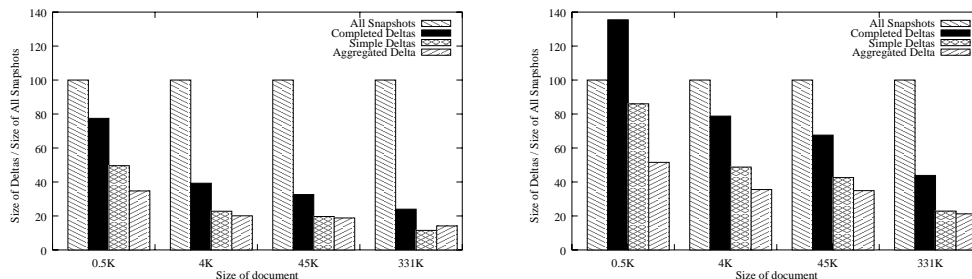 140
120
100
80
60
40
20
0
Size of Deltas / Size of All Snapshots
All Snapshots
Completed Deltas
Simple Deltas
Aggregated Delta
0.5K 4K 45K 331K
Size of document
140
120
100
80
60
40
20
0
Size of Deltas / Size of All Snapshots
All Snapshots
Completed Deltas
Simple Deltas
Aggregated Delta
0.5K 4K 45K 331K
Size of document